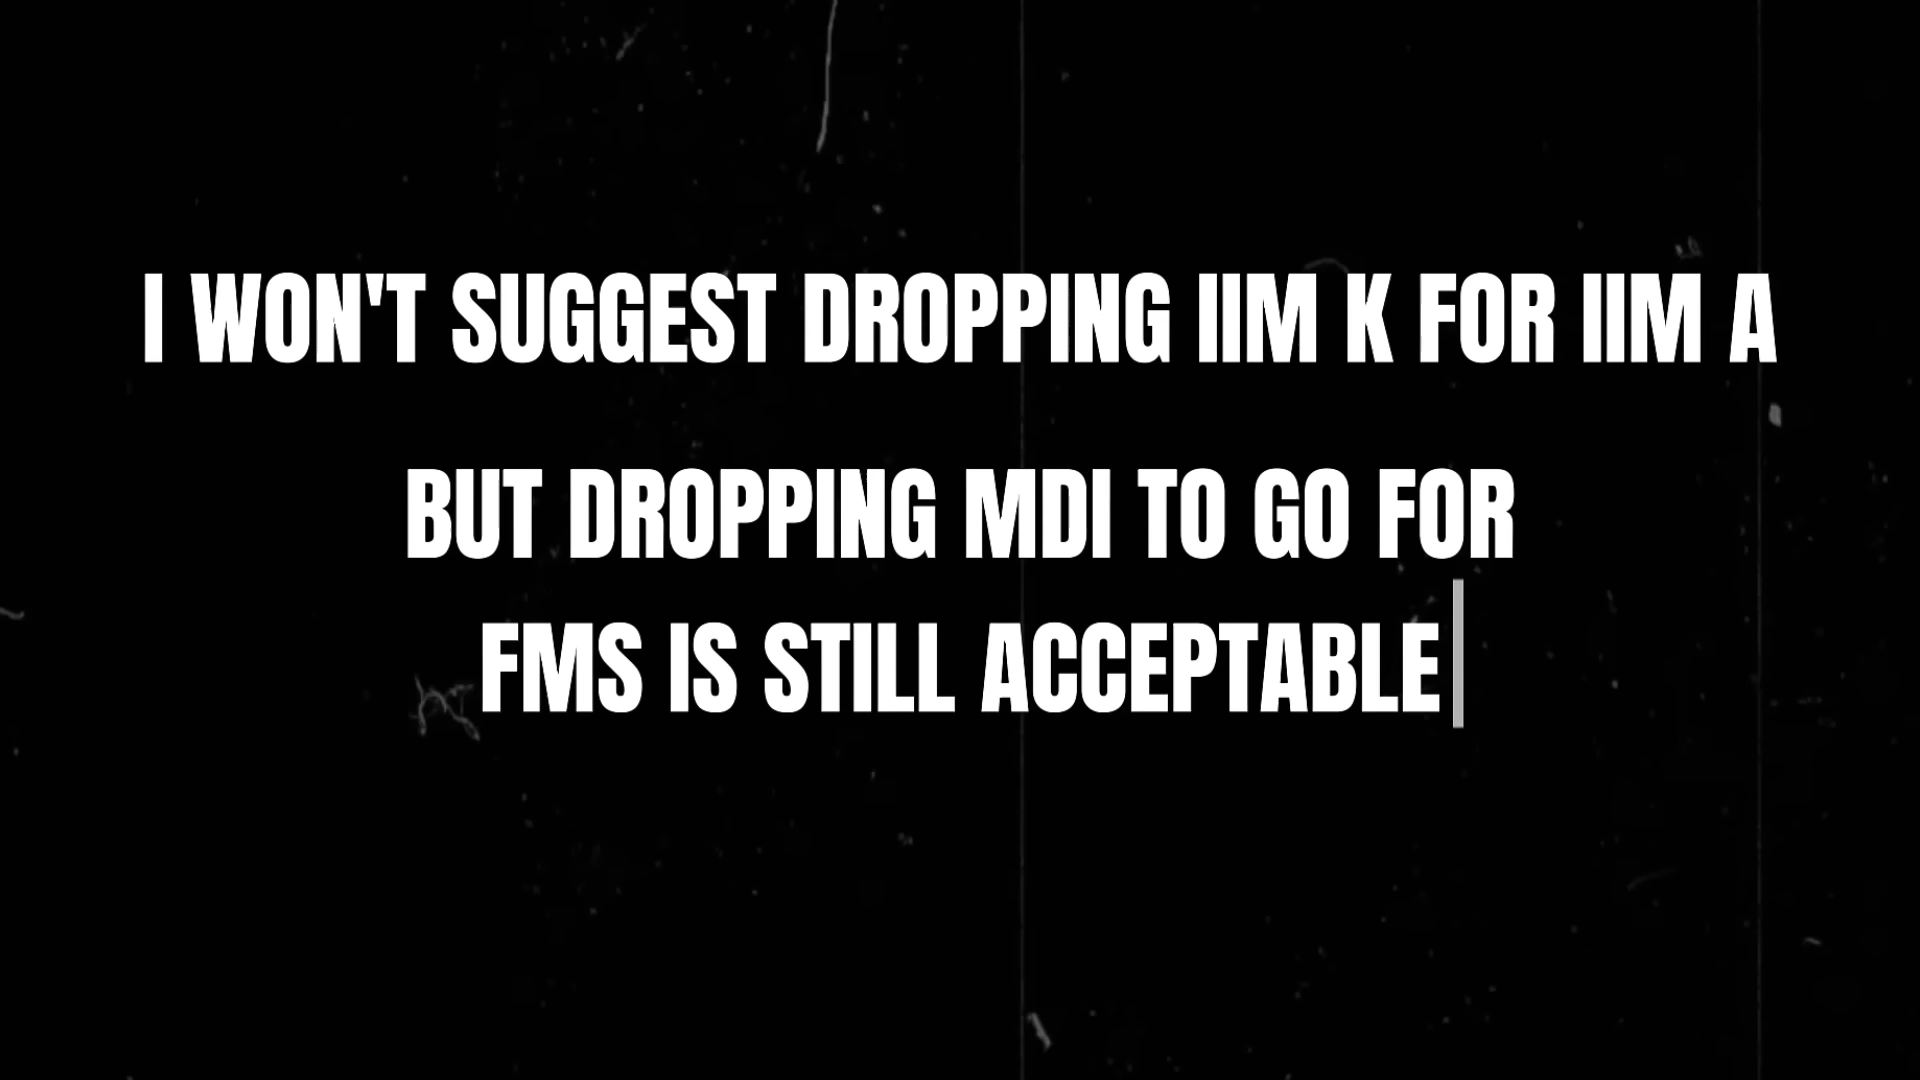 I WON'T SUGGEST DROPPING IIM K FOR IIM A
BUT DROPPING MDI TO GO FOR
FMS IS STILL ACCEPTABLE